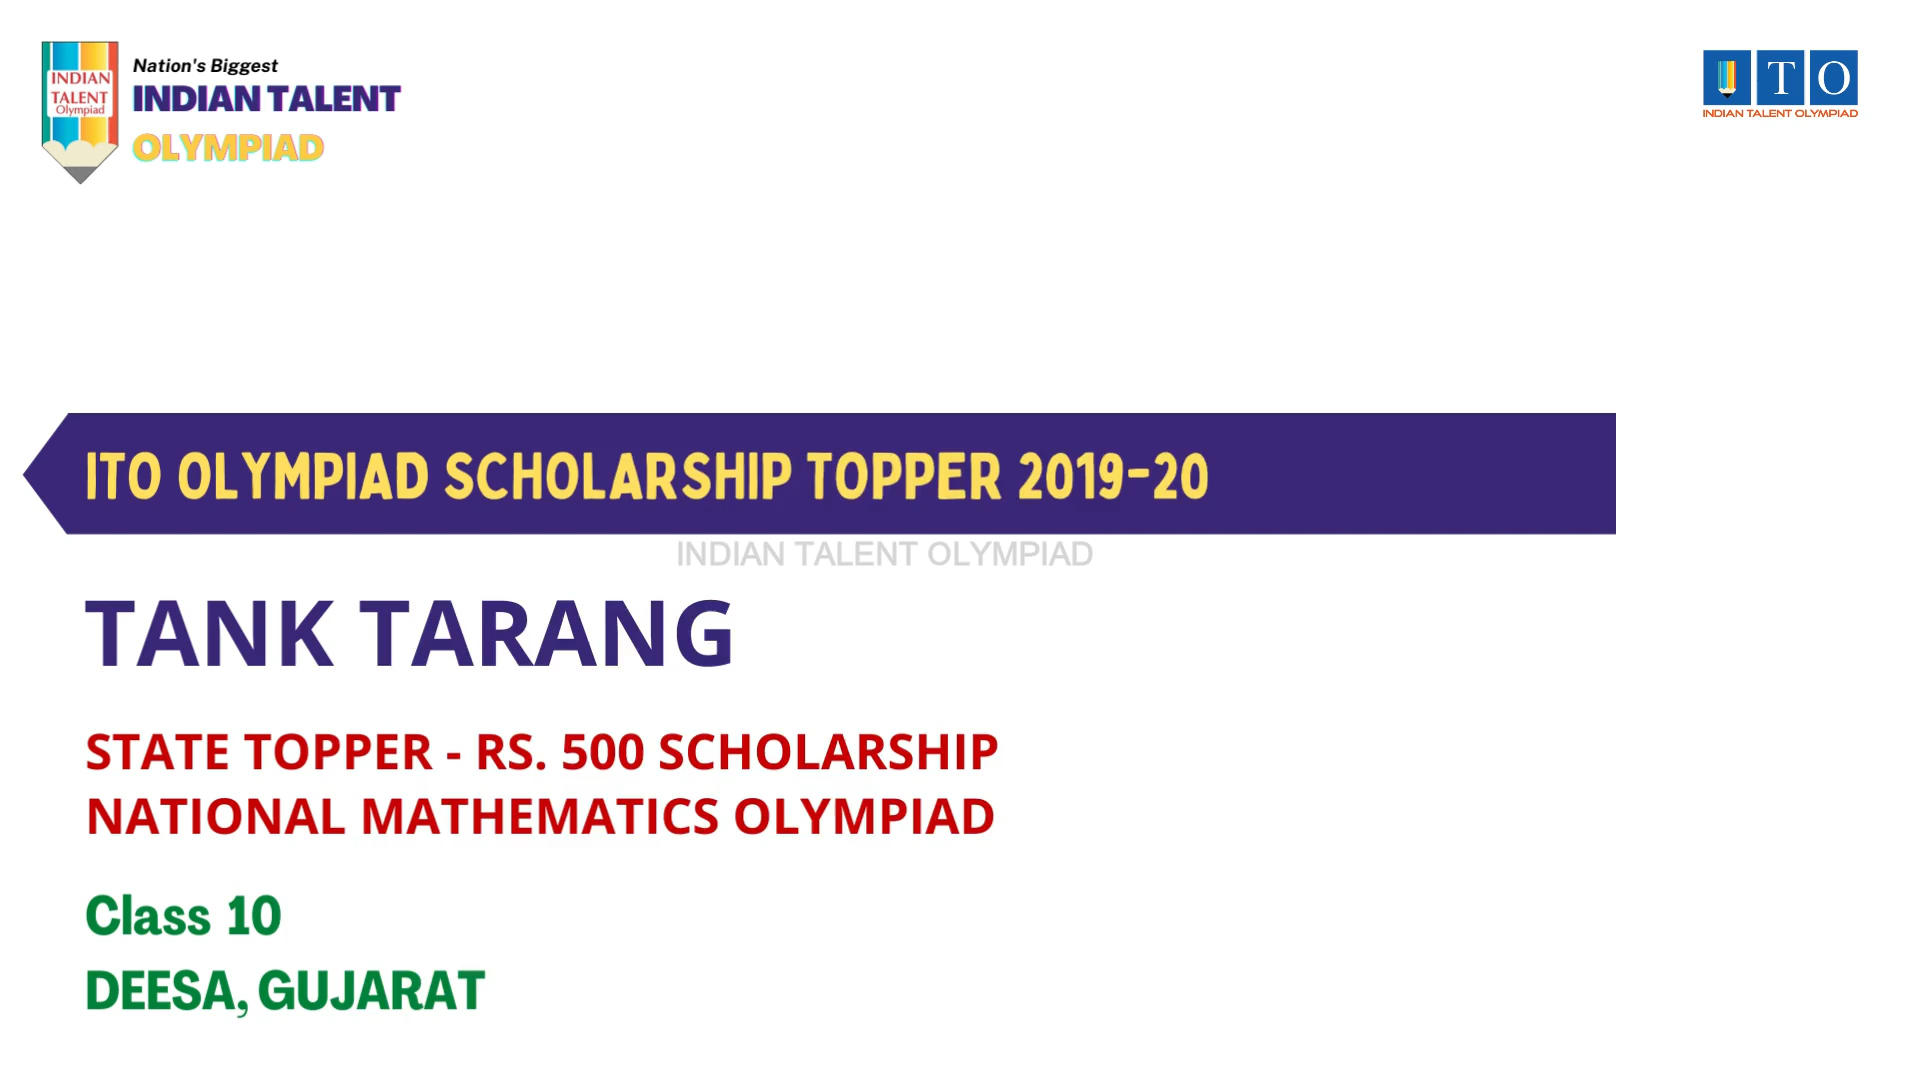 INDIAN
TALENT
Olympiad
Nation's Biggest
INDIAN TALENT
OLYMPIAD
T O
INDIAN TALENT OLYMPIAD
ITO OLYMPIAD SCHOLARSHIP TOPPER 2019-20
INDIAN TALENT OLYMPIAD
TANK TARANG
STATE TOPPER - RS. 500 SCHOLARSHIP
NATIONAL MATHEMATICS OLYMPIAD
Class 10
DEESA, GUJARAT